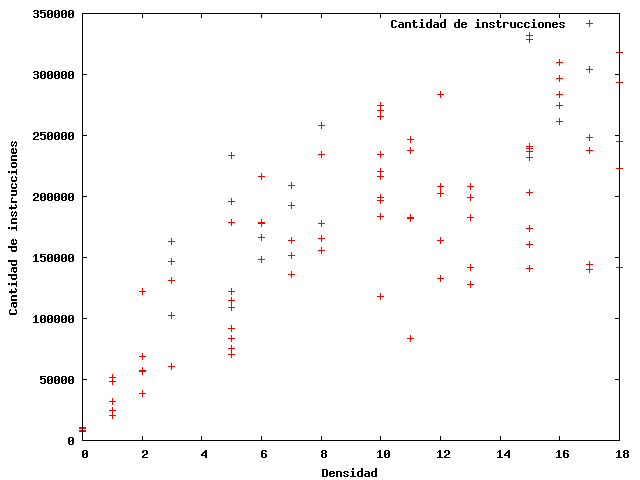 350000
Cantidad de instrucciones
300000
250000
200000
150000
100000
50000
0
Cantidad de instrucciones
0 2 4 6 8 10 12 14 16 18
Densidad